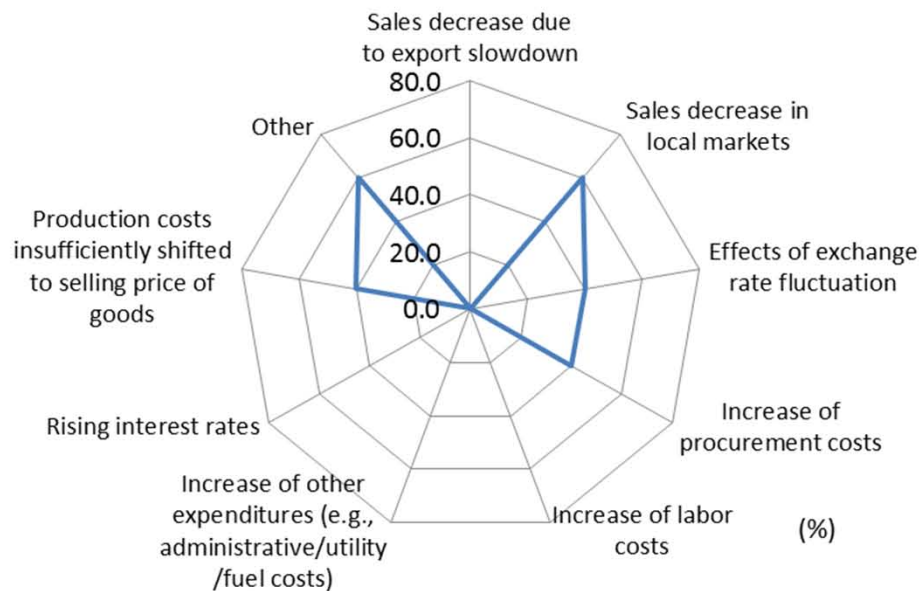 Sales decrease due
to export slowdown
80.0
60.0
40.0
20.0
0.0
Sales decrease in
local markets
Effects of exchange
rate fluctuation
Increase of
procurement costs
Increase of labor
costs
(%)
Increase of other
expenditures (e.g.,
administrative/utility
/fuel costs)
Rising interest rates
Production costs
insufficiently shifted
to selling price of
goods
Other